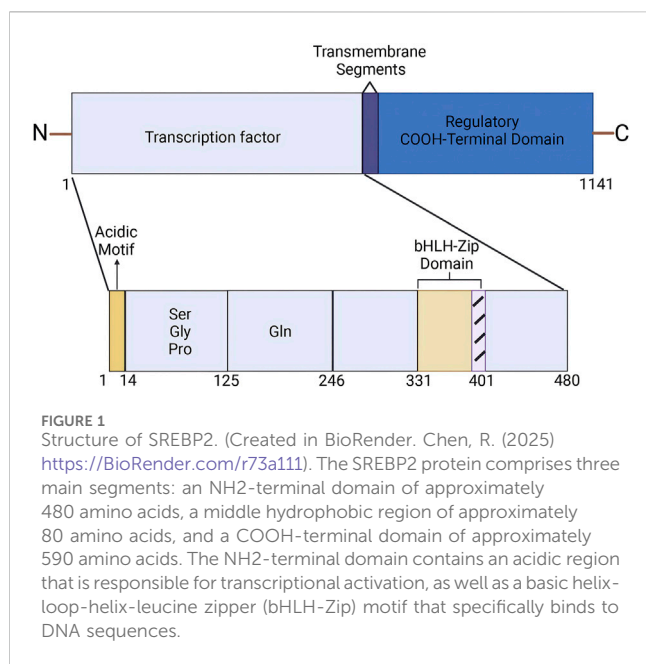 Transmembrane
Segments
N
Transcription factor
Regulatory
COOH-Terminal Domain
C
1
1141
Acidic
Motif
bHLH-Zip
Domain
Ser
Gly
Pro
Gln
1 14 125 246 331 401 480
FIGURE 1
Structure of SREBP2. (Created in BioRender. Chen, R. (2025)
https://BioRender.com/r73a111). The SREBP2 protein comprises three
main segments: an NH2-terminal domain of approximately
480 amino acids, a middle hydrophobic region of approximately
80 amino acids, and a COOH-terminal domain of approximately
590 amino acids. The NH2-terminal domain contains an acidic region
that is responsible for transcriptional activation, as well as a basic helix-
loop-helix-leucine zipper (bHLH-Zip) motif that specifically binds to
DNA sequences.